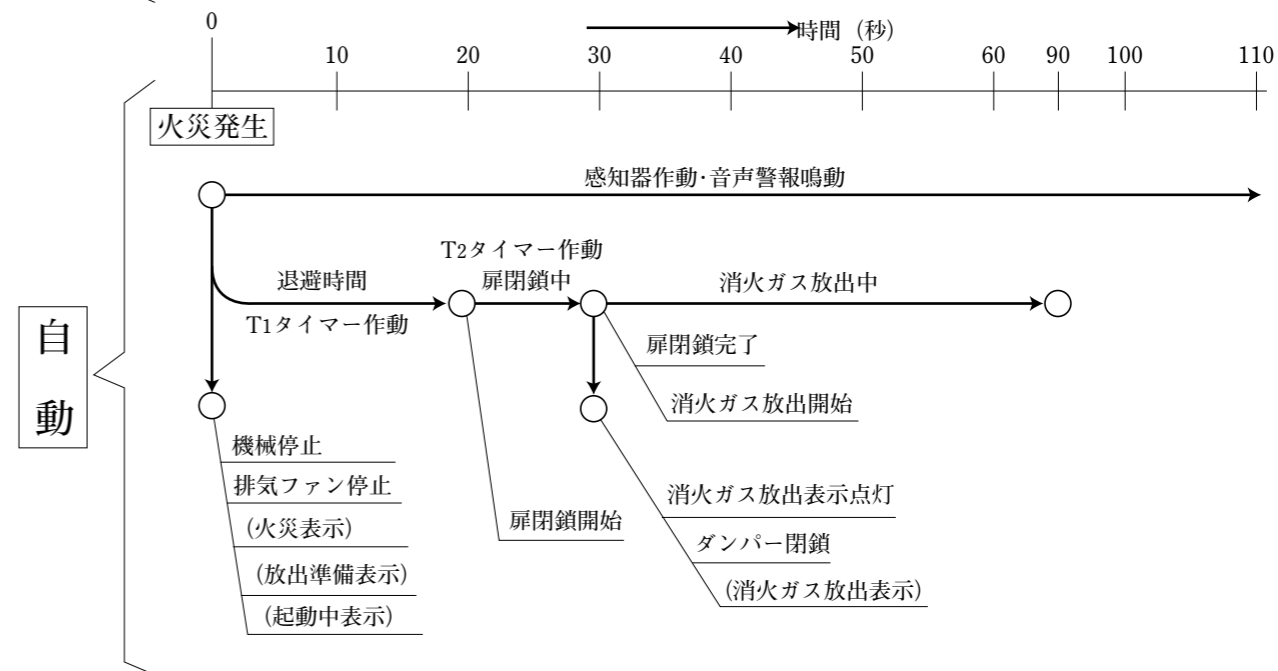 時間（秒）
0
10
20
30
40
50
60
90
100
110
火災発生
感知器作動・音声警報鳴動
T2タイマー作動
退避時間
扉閉鎖中
消火ガス放出中
T1タイマー作動
自動
扉閉鎖完了
消火ガス放出開始
機械停止
排気ファン停止
(火災表示)
(放出準備表示)
(起動中表示)
扉閉鎖開始
消火ガス放出表示点灯
ダンパー閉鎖
(消火ガス放出表示)